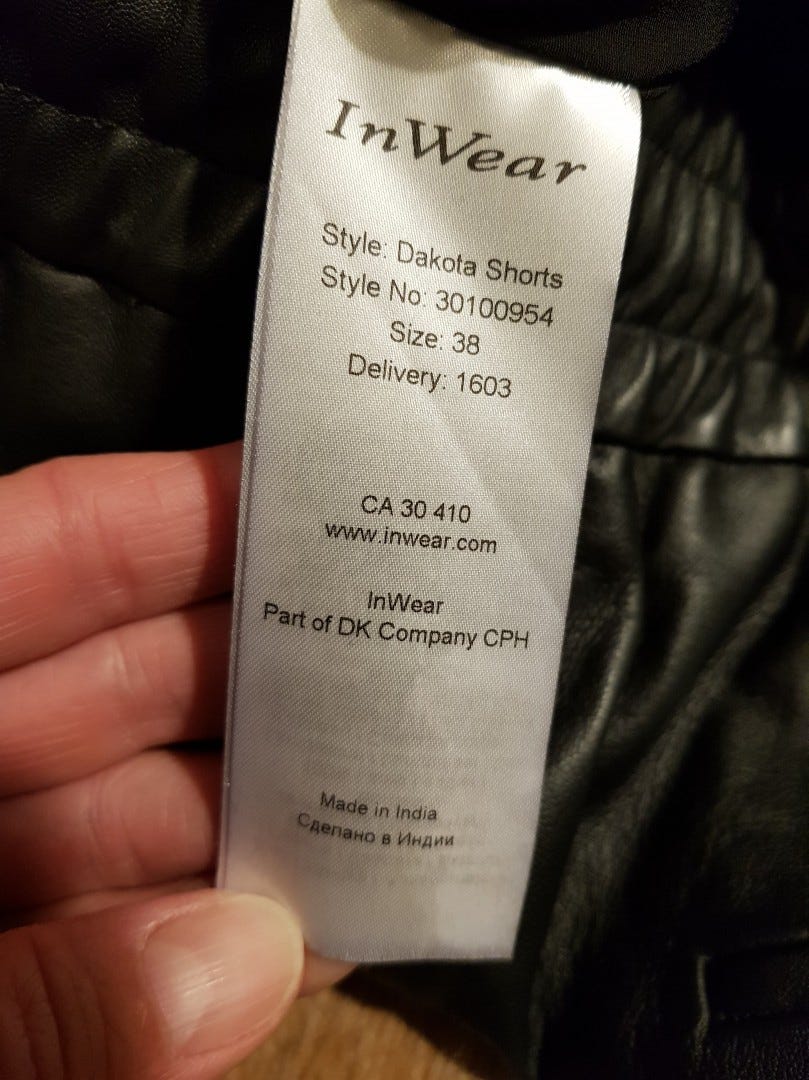 InWear
Style: Dakota Shorts
Style No: 30100954
Size: 38
Delivery: 1603
CA 30 410
www.inwear.com
InWear
Part of DK Company CPH
Made in India
Сделано в Индии